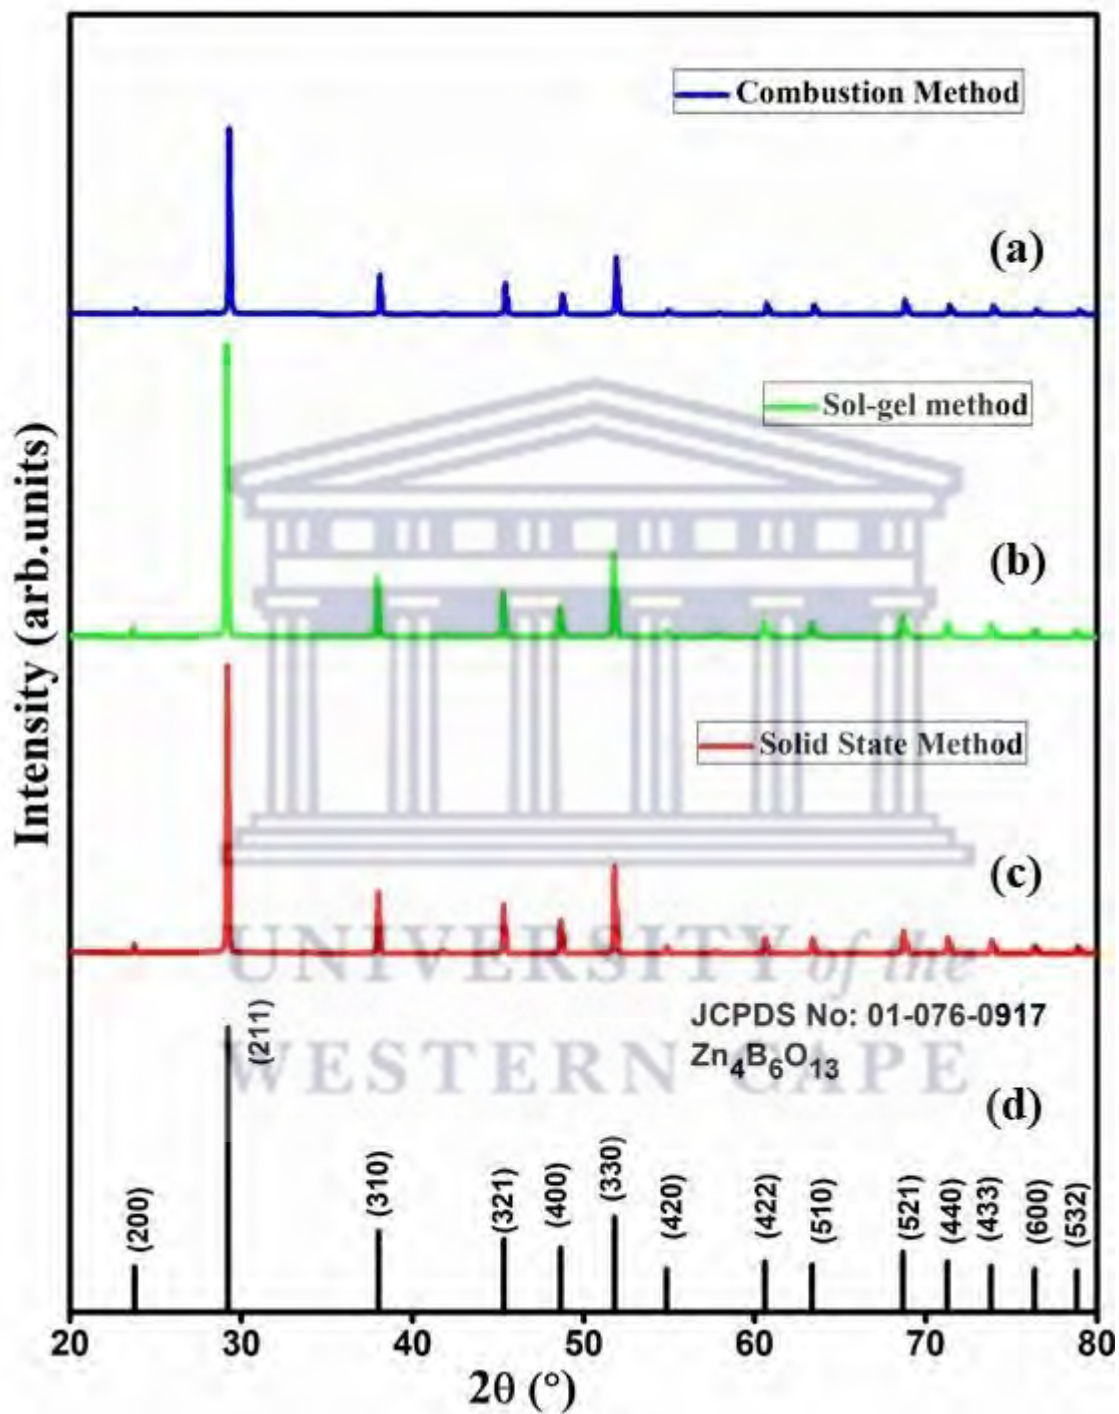 Combustion Method
(a)
Sol-gel method
(b)
Solid State Method
(c)
UNIVERSITY of the
WESTERN CAPE
JCPDS No: 01-076-0917
Zn4B6O13
(d)
(200)
(211)
(310)
(321)
(400)
(330)
(420)
(422)
(510)
(521)
(440)
(433)
(600)
(532)
20 30 40 50 60 70 80
2θ (°)
Intensity (arb.units)